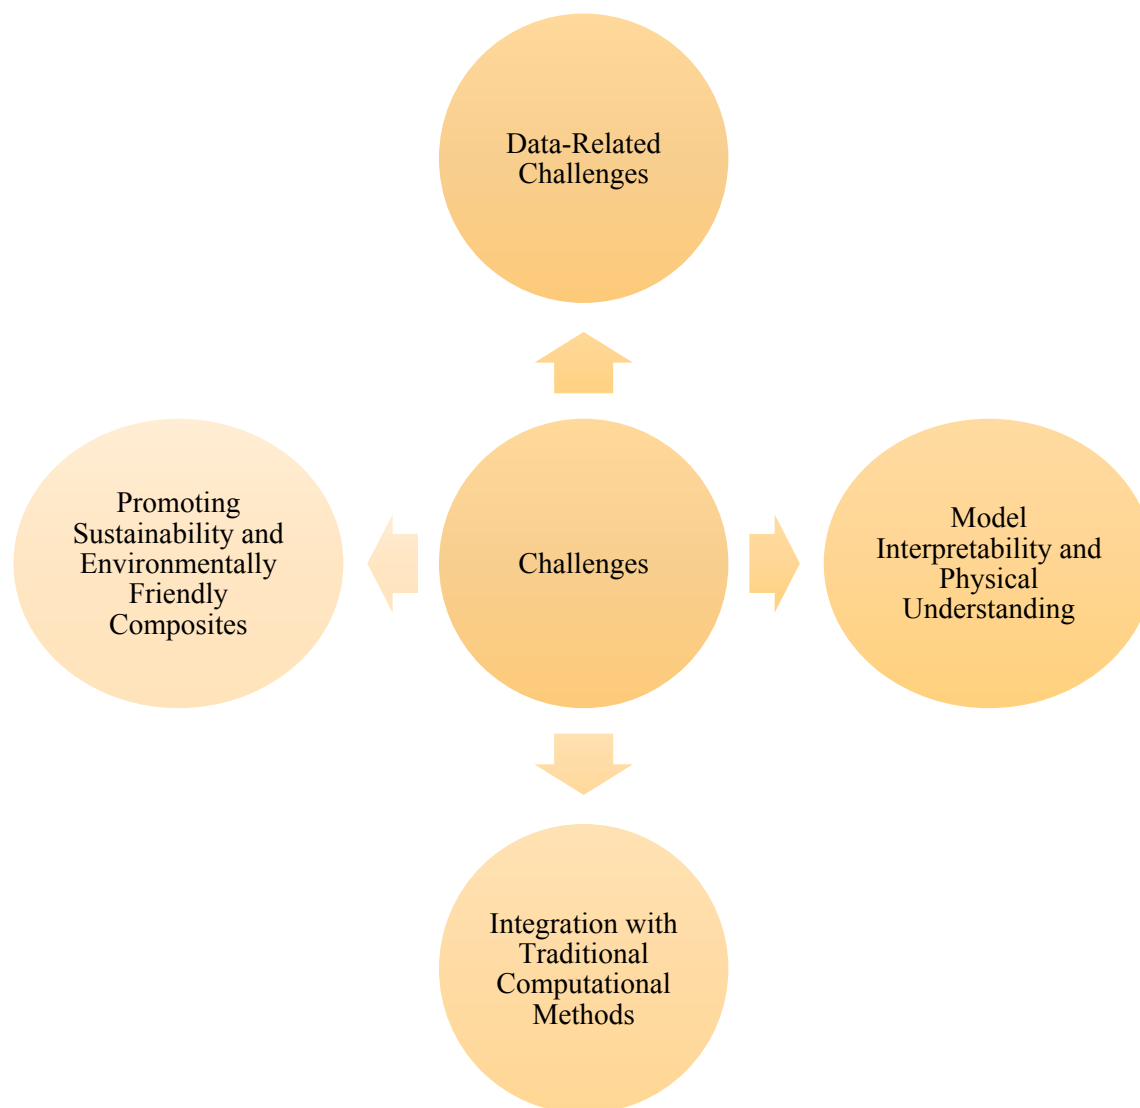 Data-Related
Challenges
Promoting
Sustainability and
Environmentally
Friendly
Composites
Challenges
Model
Interpretability and
Physical
Understanding
Integration with
Traditional
Computational
Methods